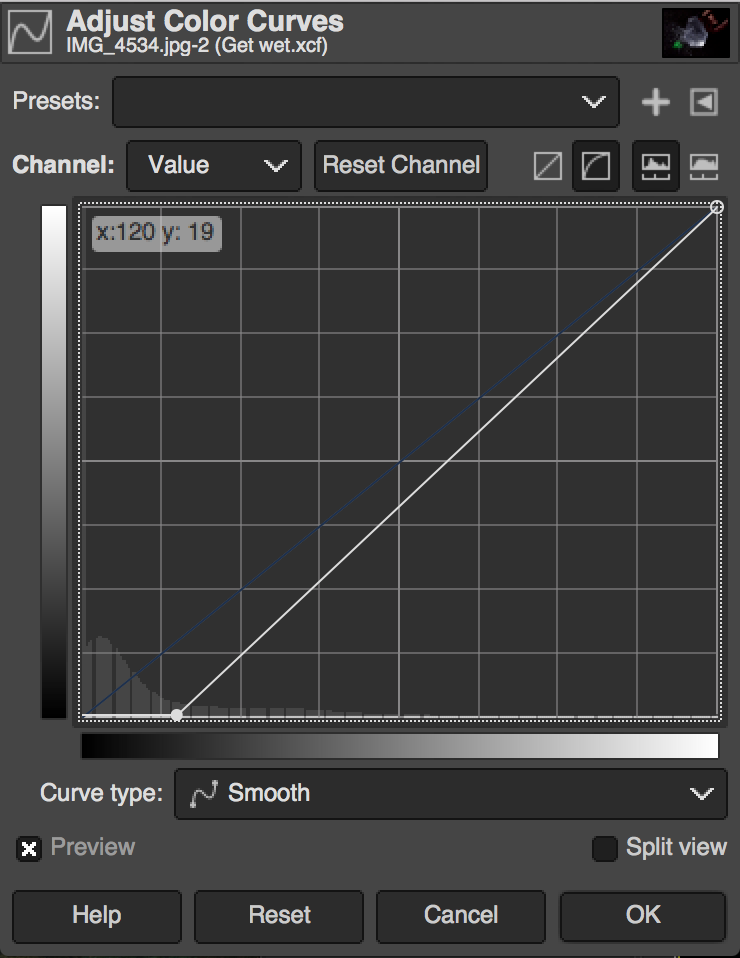 Adjust Color Curves
IMG_4534.jpg-2 (Get wet.xcf)
Presets:
Channel: Value Reset Channel
x:120 y: 19
Curve type: Smooth
Preview Split view
Help Reset Cancel OK